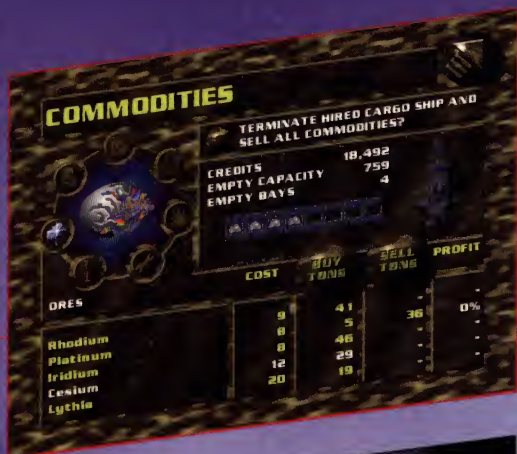 COMMODITIES
TERMINATE HIRED CARGO SHIP AND
SELL ALL COMMODITIES?
CREDITS 18,492
EMPTY CAPACITY 759
EMPTY BAYS 4
ORES COST BUY TONS SELL TONS PROFIT
Rhodium 9 41 - -
Platinum 8 5 36 0%
Iridium 8 46 - -
Cesium 12 29 - -
Lythia 20 19 - -